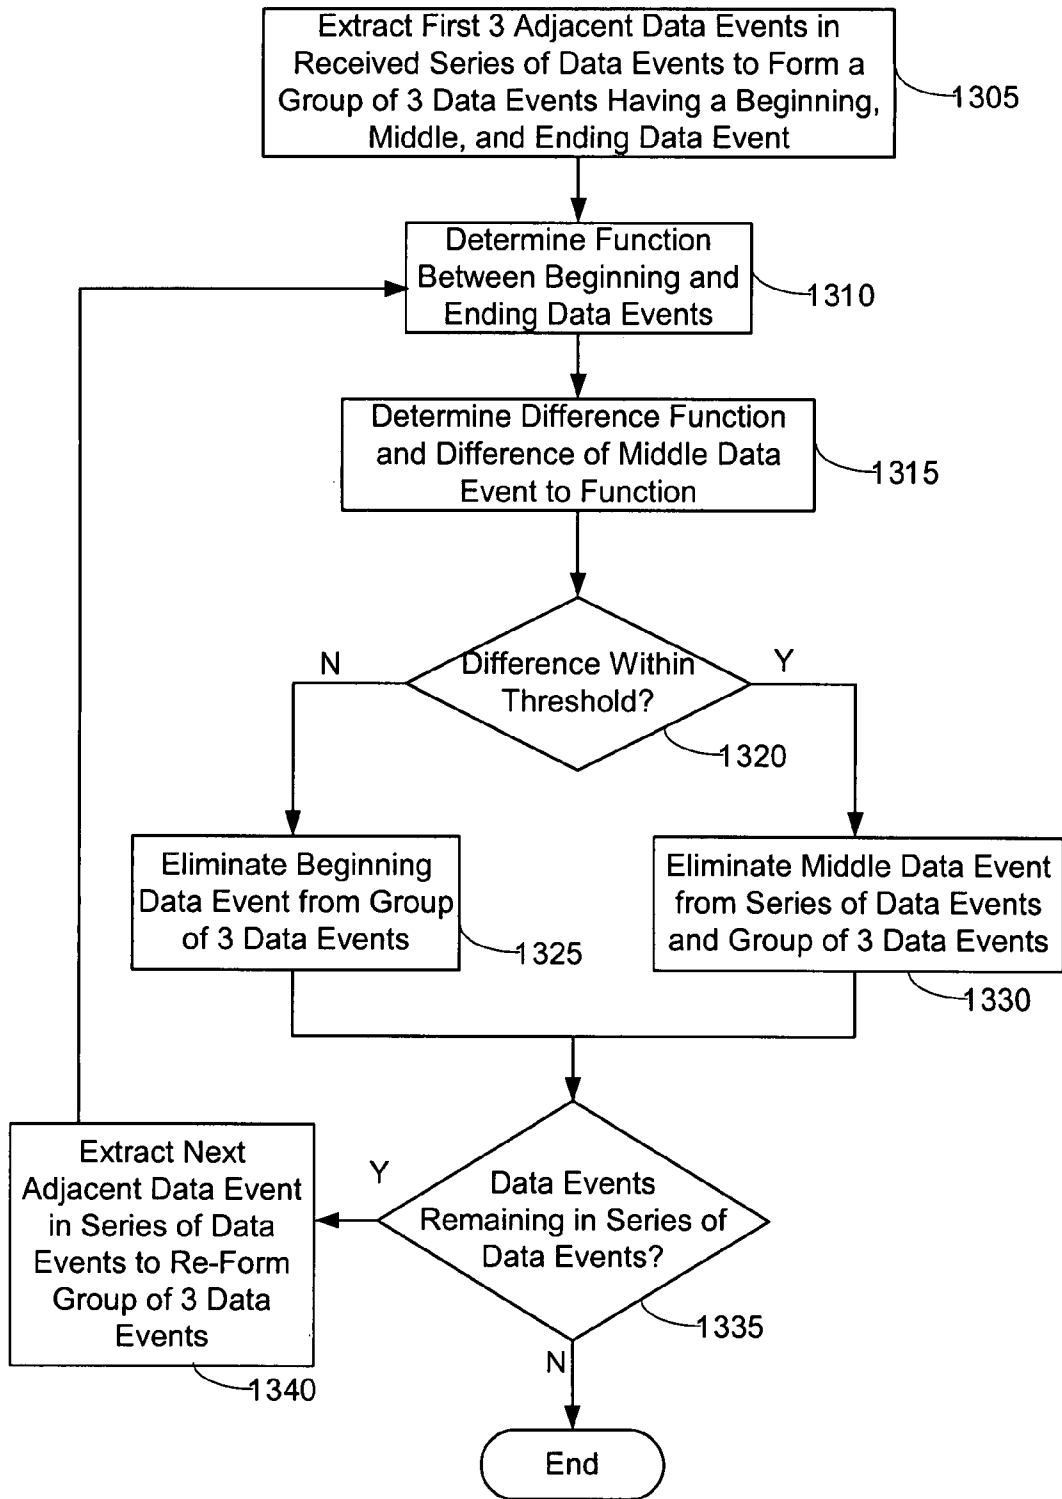 Extract First 3 Adjacent Data Events in
Received Series of Data Events to Form a
Group of 3 Data Events Having a Beginning,
Middle, and Ending Data Event
1305
Determine Function
Between Beginning and
Ending Data Events
1310
Determine Difference Function
and Difference of Middle Data
Event to Function
1315
N
Difference Within
Threshold?
Y
1320
Eliminate Beginning
Data Event from Group
of 3 Data Events
1325
Eliminate Middle Data Event
from Series of Data Events
and Group of 3 Data Events
1330
Data Events
Remaining in Series of
Data Events?
Y
1335
N
Extract Next
Adjacent Data Event
in Series of Data
Events to Re-Form
Group of 3 Data
Events
1340
End